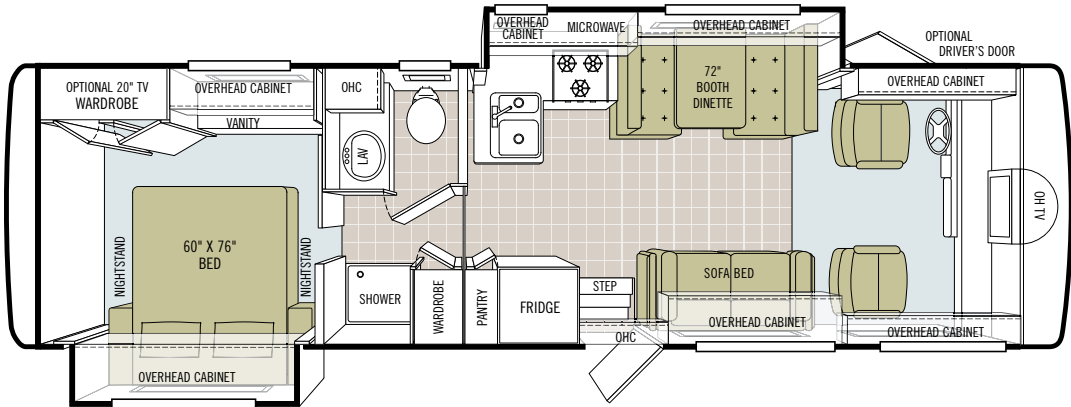 OVERHEAD
CABINET
MICROWAVE
OVERHEAD CABINET
OPTIONAL
DRIVER'S DOOR
OPTIONAL 20" TV
WARDROBE
OVERHEAD CABINET
VANITY
OHC
LAV
72"
BOOTH
DINETTE
OVERHEAD CABINET
OH TV
60" X 76"
BED
NIGHTSTAND
NIGHTSTAND
SHOWER
WARDROBE
PANTRY
FRIDGE
STEP
SOFA BED
OHC
OVERHEAD CABINET
OVERHEAD CABINET
OVERHEAD CABINET